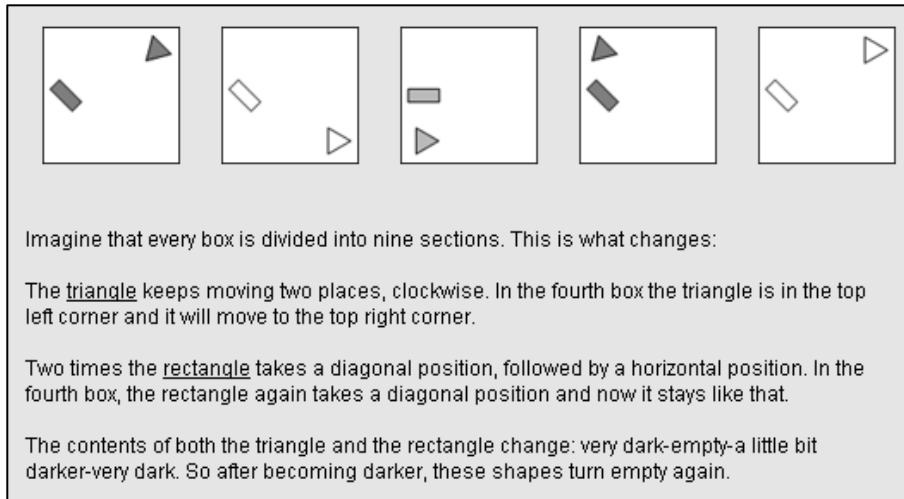 Imagine that every box is divided into nine sections. This is what changes:
The triangle keeps moving two places, clockwise. In the fourth box the triangle is in the top
left corner and it will move to the top right corner.
Two times the rectangle takes a diagonal position, followed by a horizontal position. In the
fourth box, the rectangle again takes a diagonal position and now it stays like that.
The contents of both the triangle and the rectangle change: very dark-empty-a little bit
darker-very dark. So after becoming darker, these shapes turn empty again.